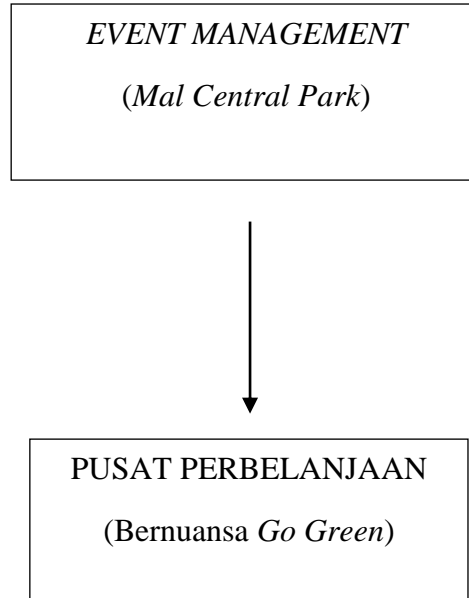 EVENT MANAGEMENT
(Mal Central Park)
PUSAT PERBELANJAAN
(Bernuansa Go Green)